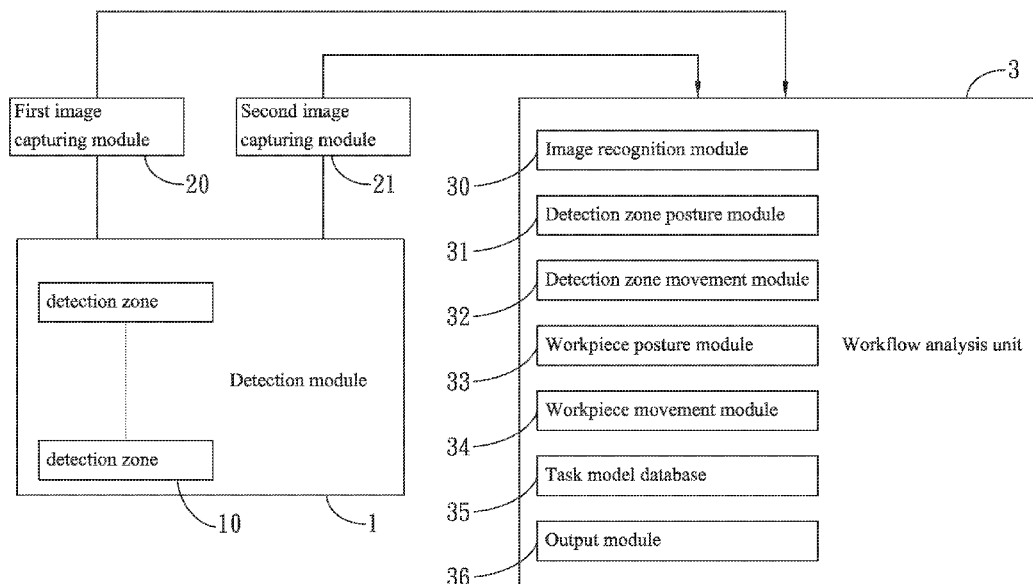 3
First image
capturing module
20
Second image
capturing module
21
detection zone
Detection module
detection zone
10
1
Image recognition module
30
Detection zone posture module
31
Detection zone movement module
32
Workpiece posture module
33
Workflow analysis unit
Workpiece movement module
34
Task model database
35
Output module
36